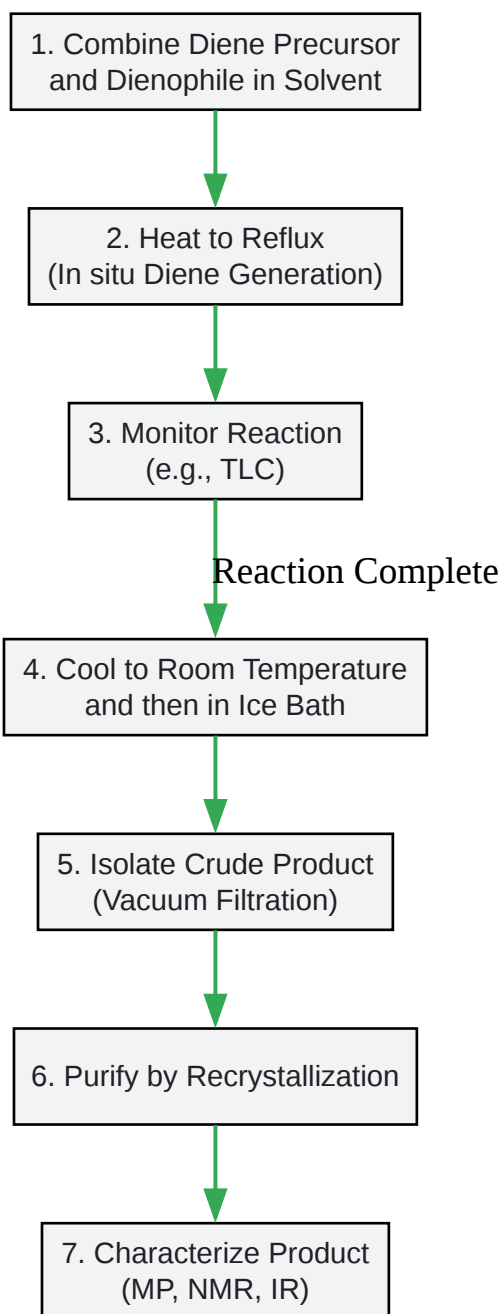 1. Combine Diene Precursor
and Dienophile in Solvent
2. Heat to Reflux
(In situ Diene Generation)
3. Monitor Reaction
(e.g., TLC)
Reaction Complete
4. Cool to Room Temperature
and then in Ice Bath
5. Isolate Crude Product
(Vacuum Filtration)
6. Purify by Recrystallization
7. Characterize Product
(MP, NMR, IR)